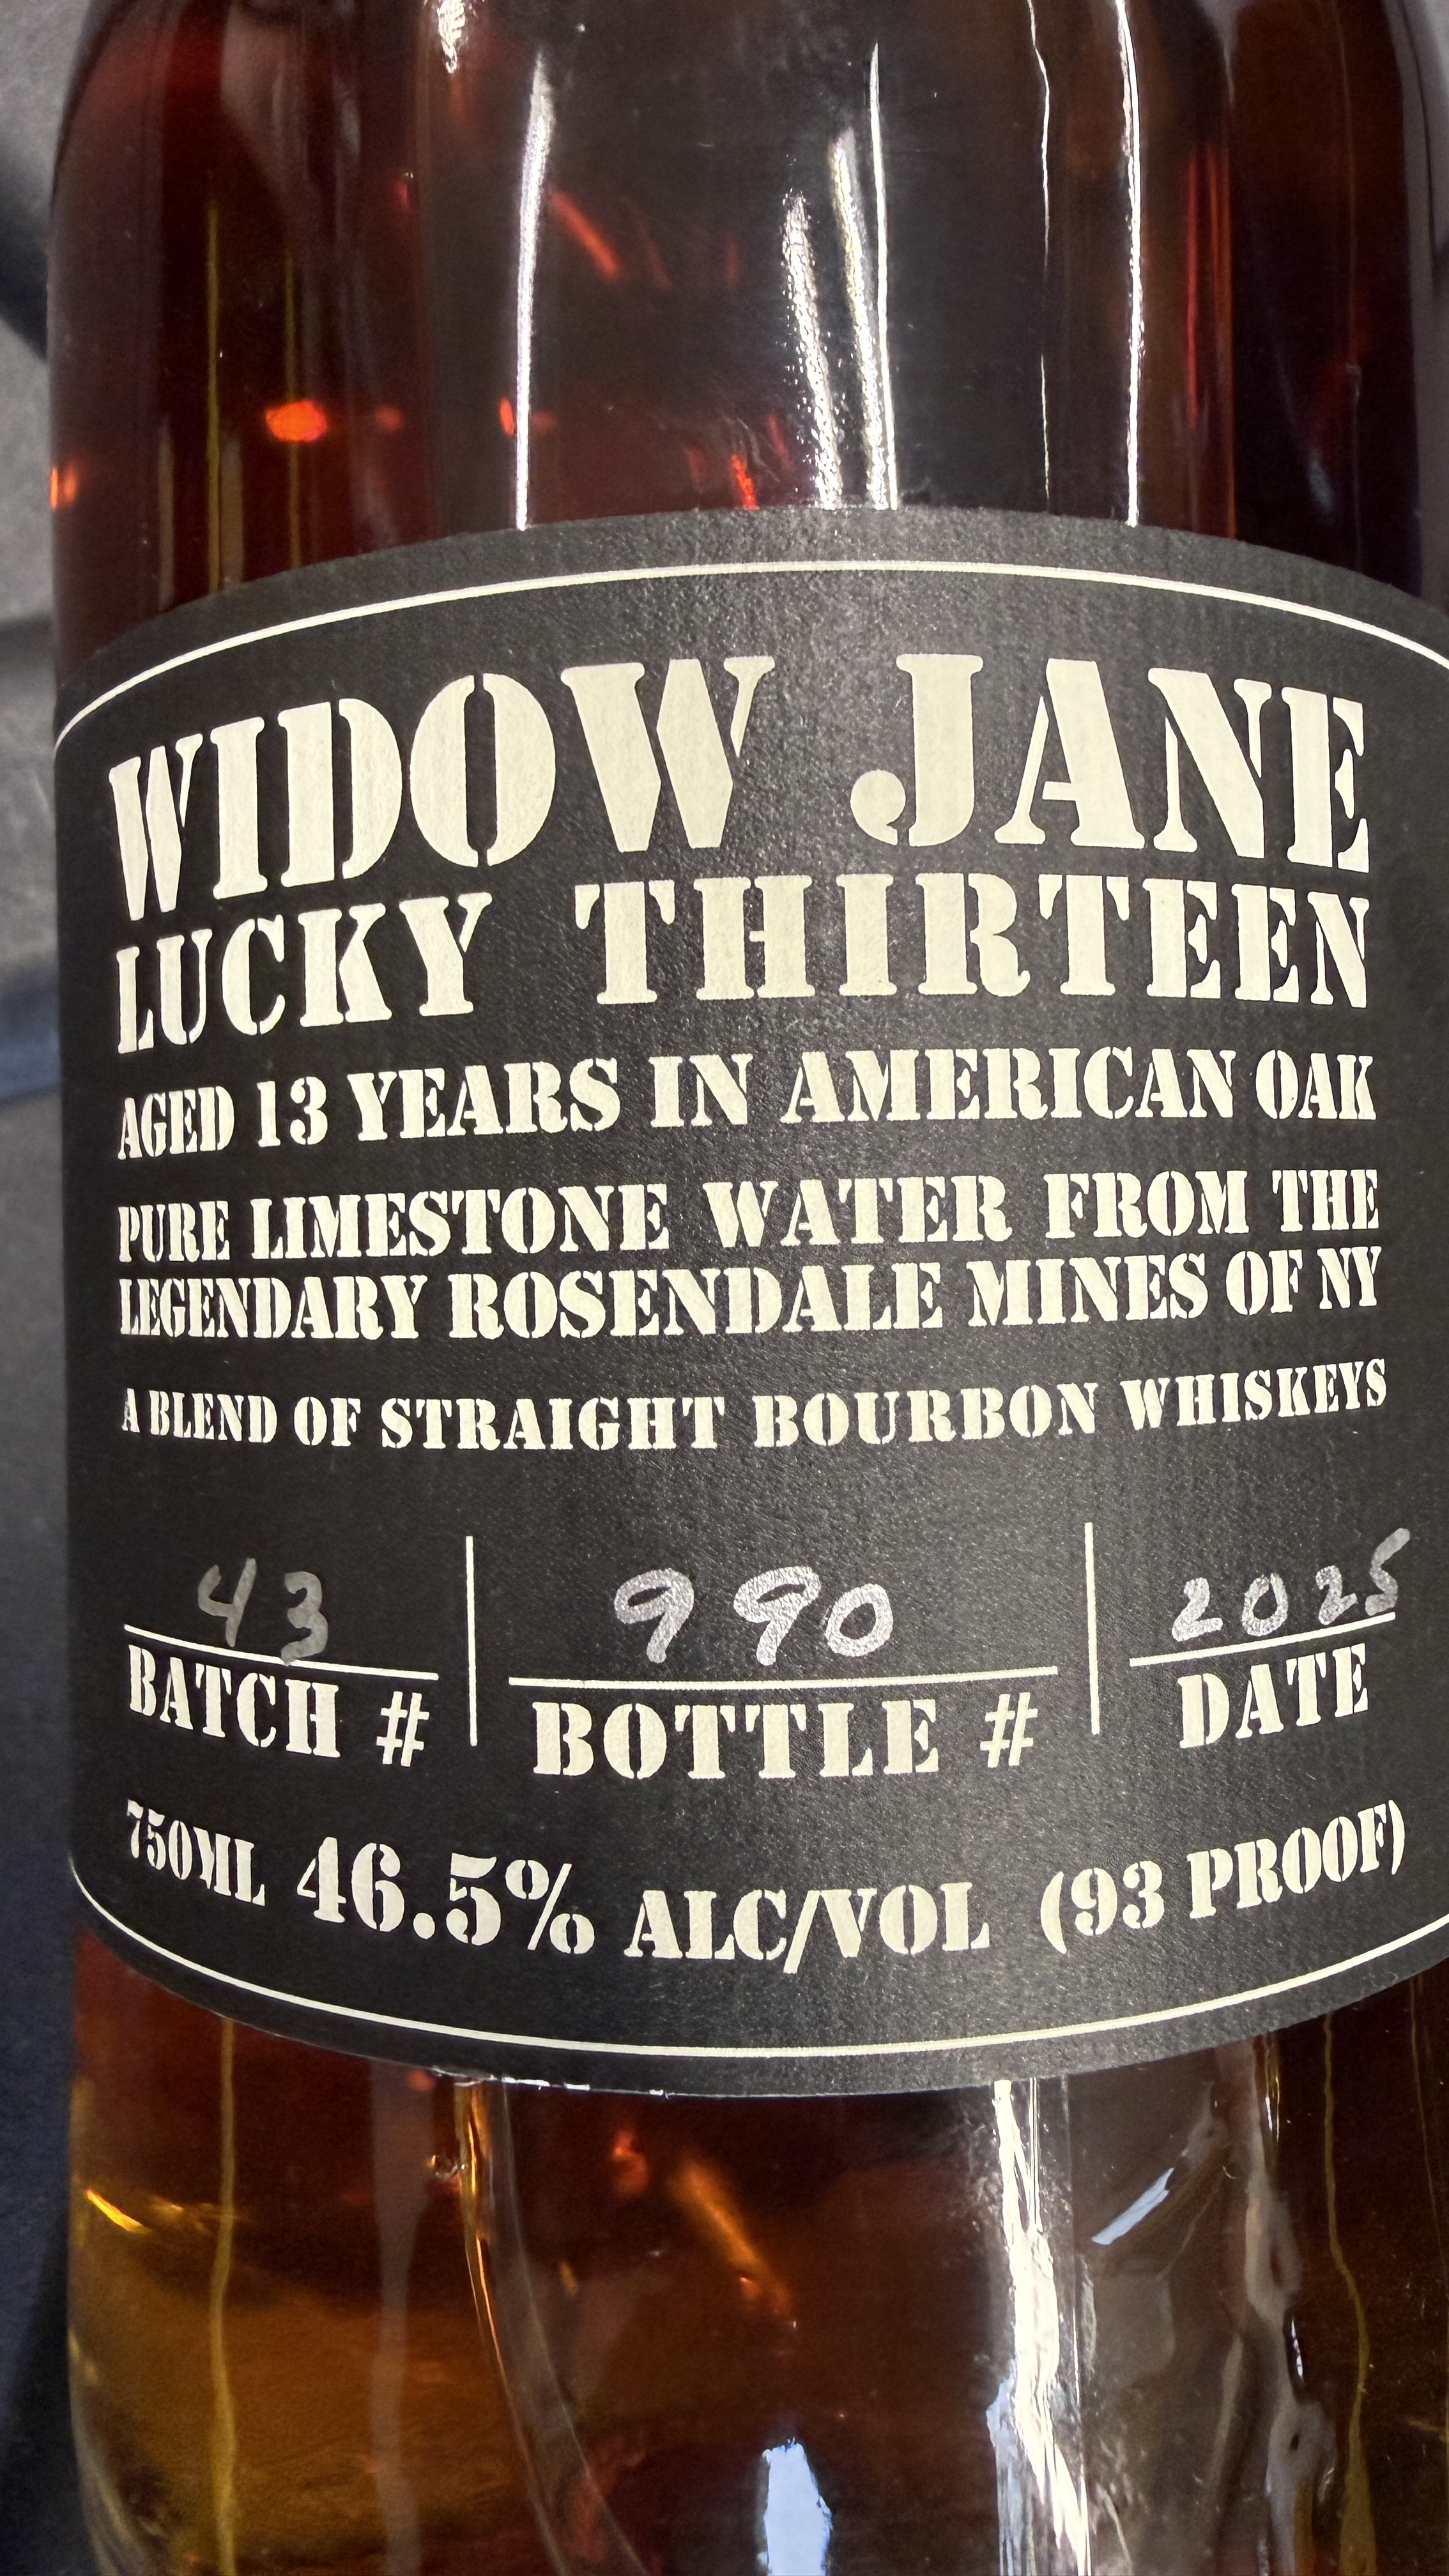 WIDOW JANE
LUCKY THIRTEEN
AGED 13 YEARS IN AMERICAN OAK
PURE LIMESTONE WATER FROM THE
LEGENDARY ROSENDALE MINES OF NY
A BLEND OF STRAIGHT BOURBON WHISKEYS
43 990 2025
BATCH # BOTTLE # DATE
750ML 46.5% ALC/VOL (93 PROOF)